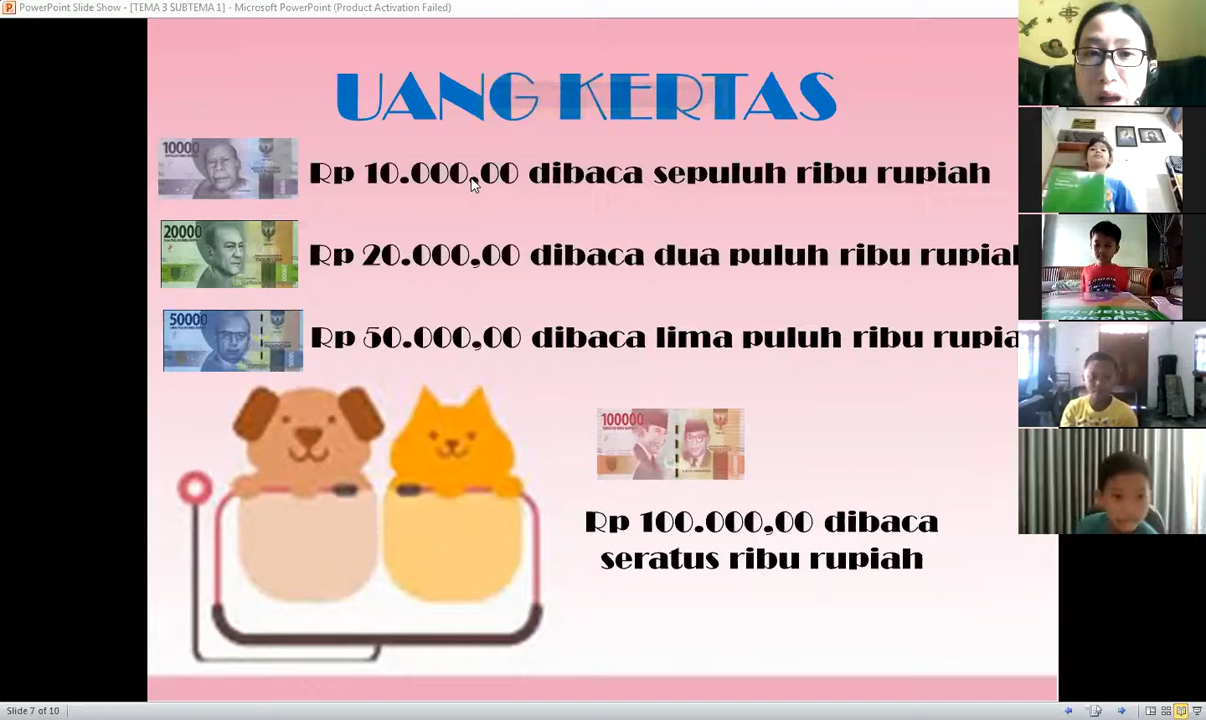 PowerPoint Slide Show - [TEMA 3 SUBTEMA 1] - Microsoft PowerPoint (Product Activation Failed)
UANG KERTAS
10000
Rp 10.000,00 dibaca sepuluh ribu rupiah
20000
Rp 20.000,00 dibaca dua puluh ribu rupiah
50000
Rp 50.000,00 dibaca lima puluh ribu rupia
100000
Rp 100.000,00 dibaca
seratus ribu rupiah
Slide 7 of 10